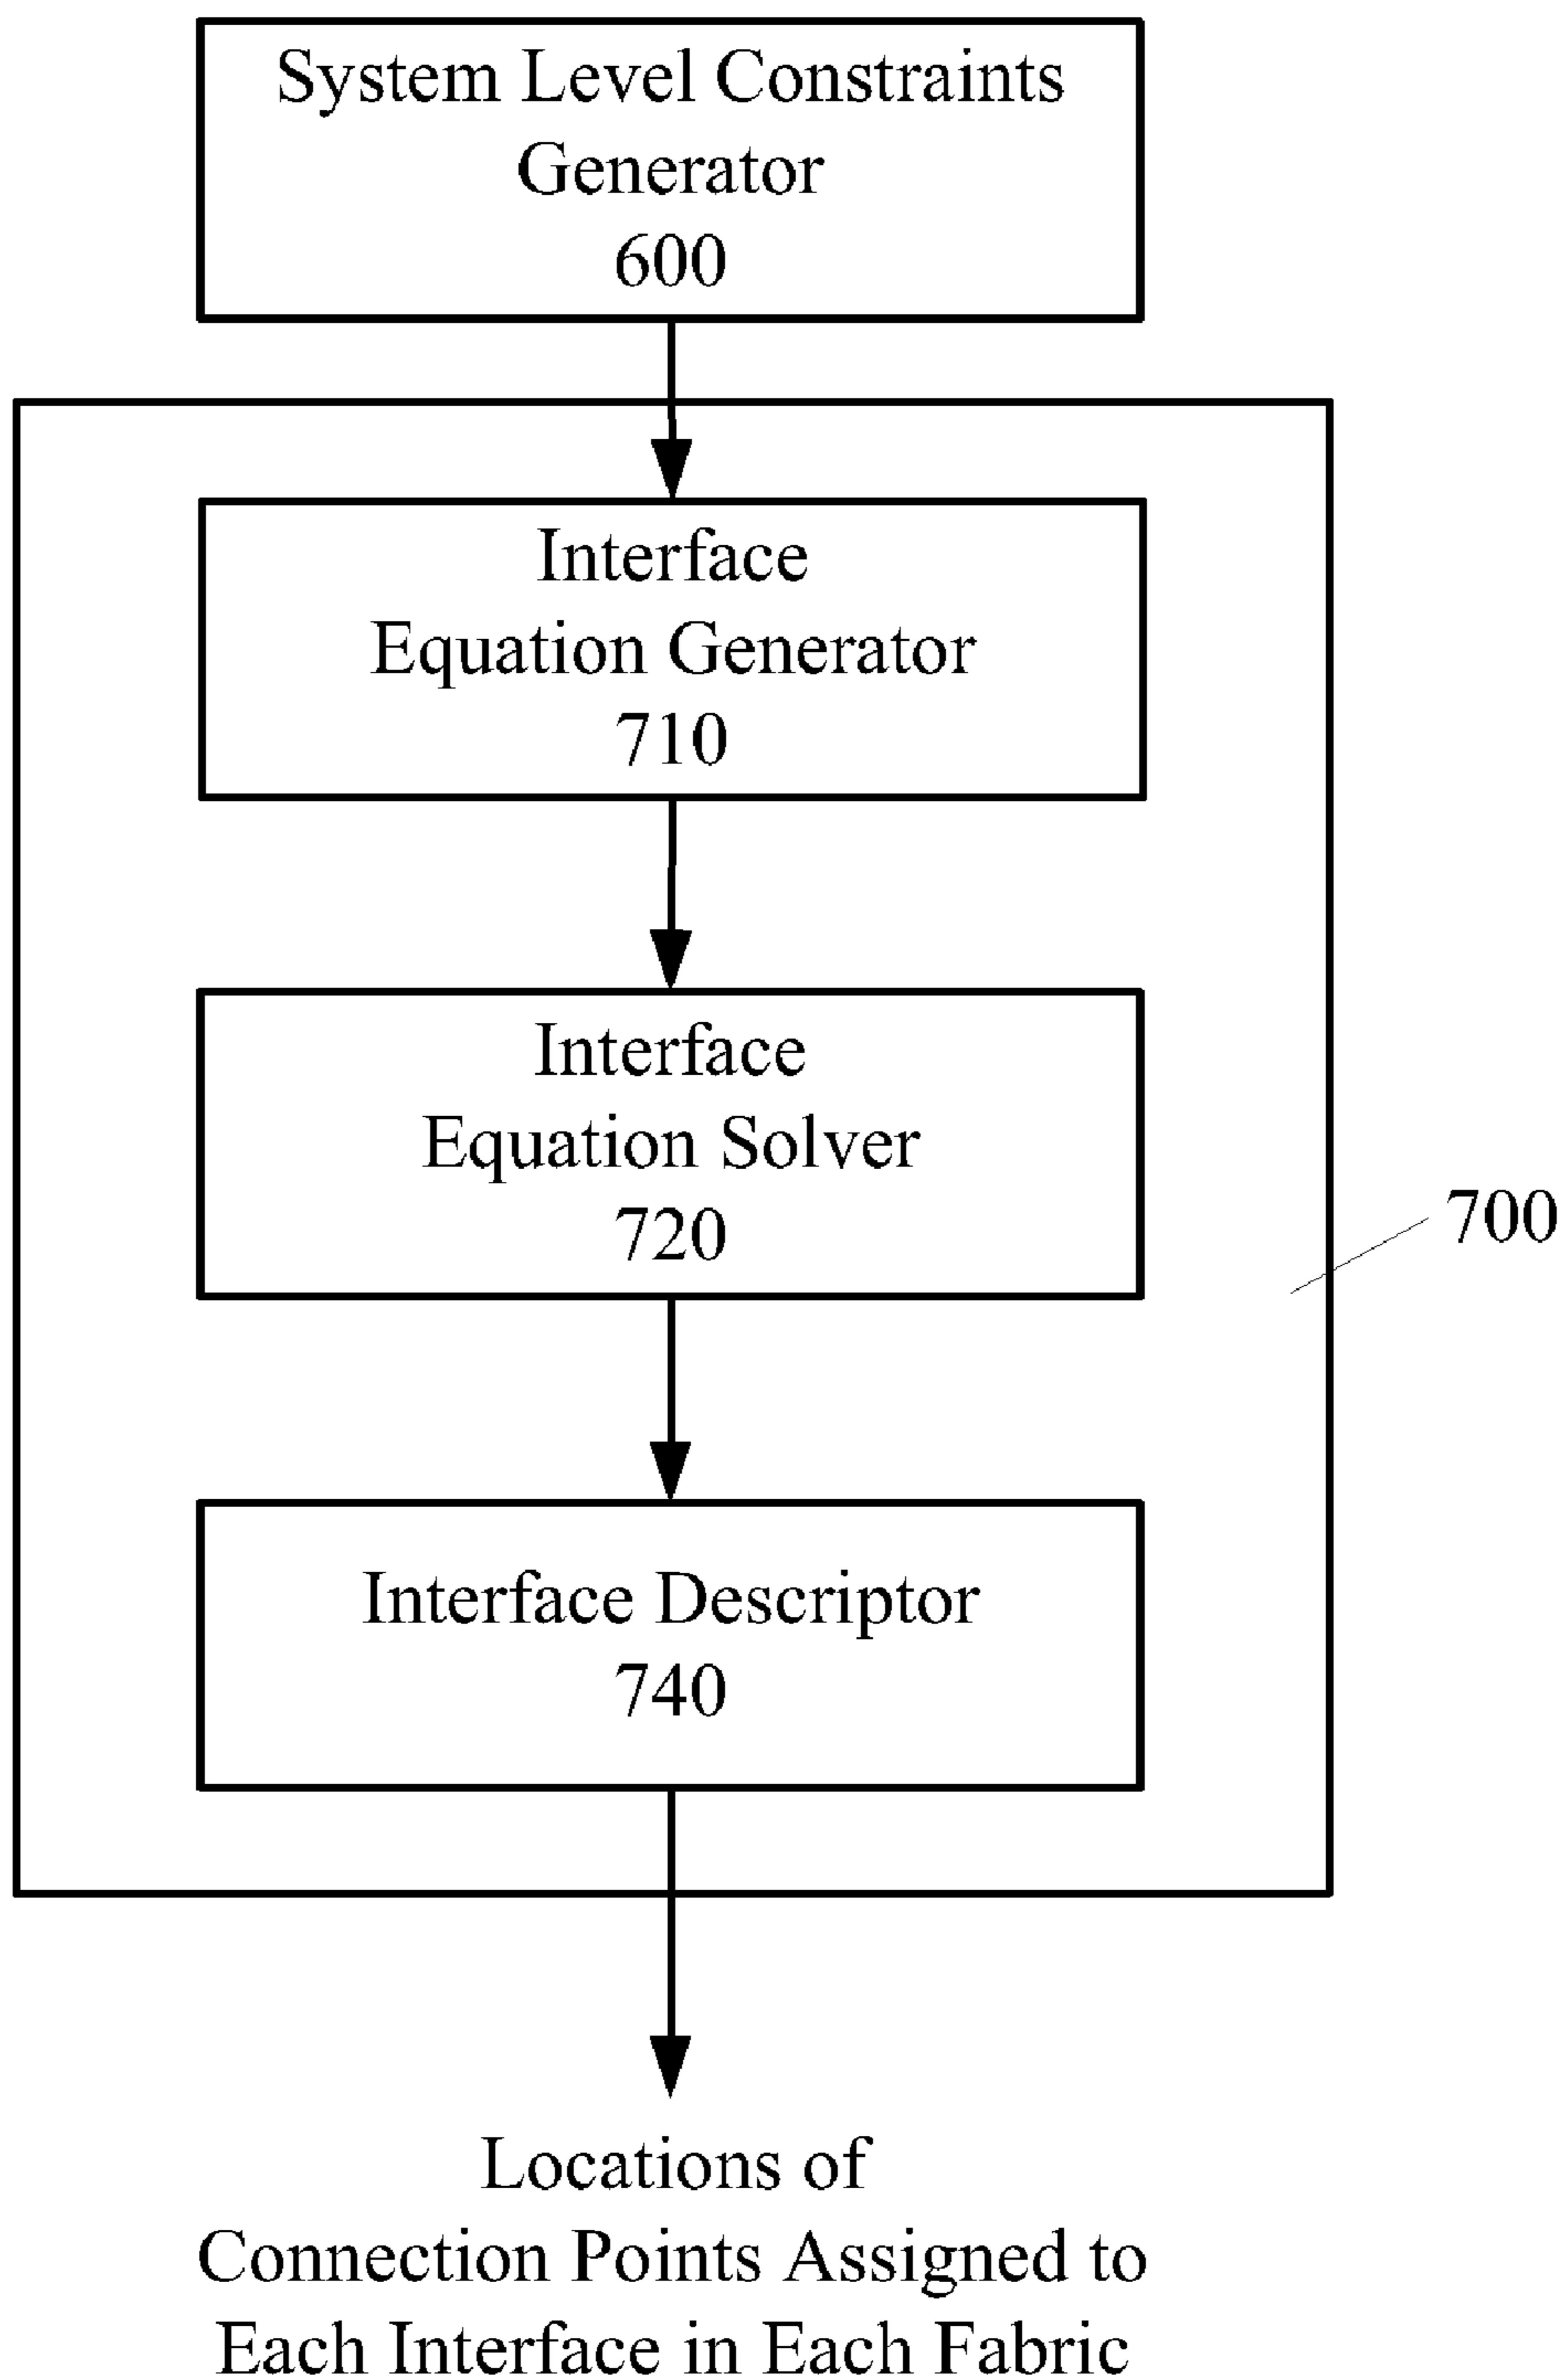 System Level Constraints
Generator
600
Interface
Equation Generator
710
Interface
Equation Solver
720
700
Interface Descriptor
740
Locations of
Connection Points Assigned to
Each Interface in Each Fabric